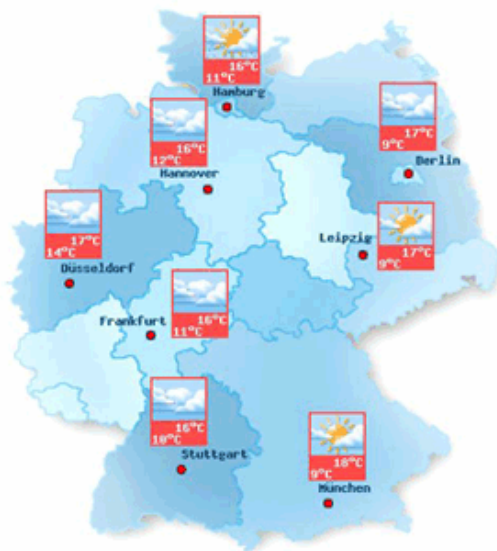 16°C
11°C
Hamburg
16°C
12°C
Hannover
17°C
9°C
Berlin
17°C
14°C
Düsseldorf
Leipzig
17°C
9°C
Frankfurt
16°C
11°C
16°C
10°C
Stuttgart
18°C
9°C
München